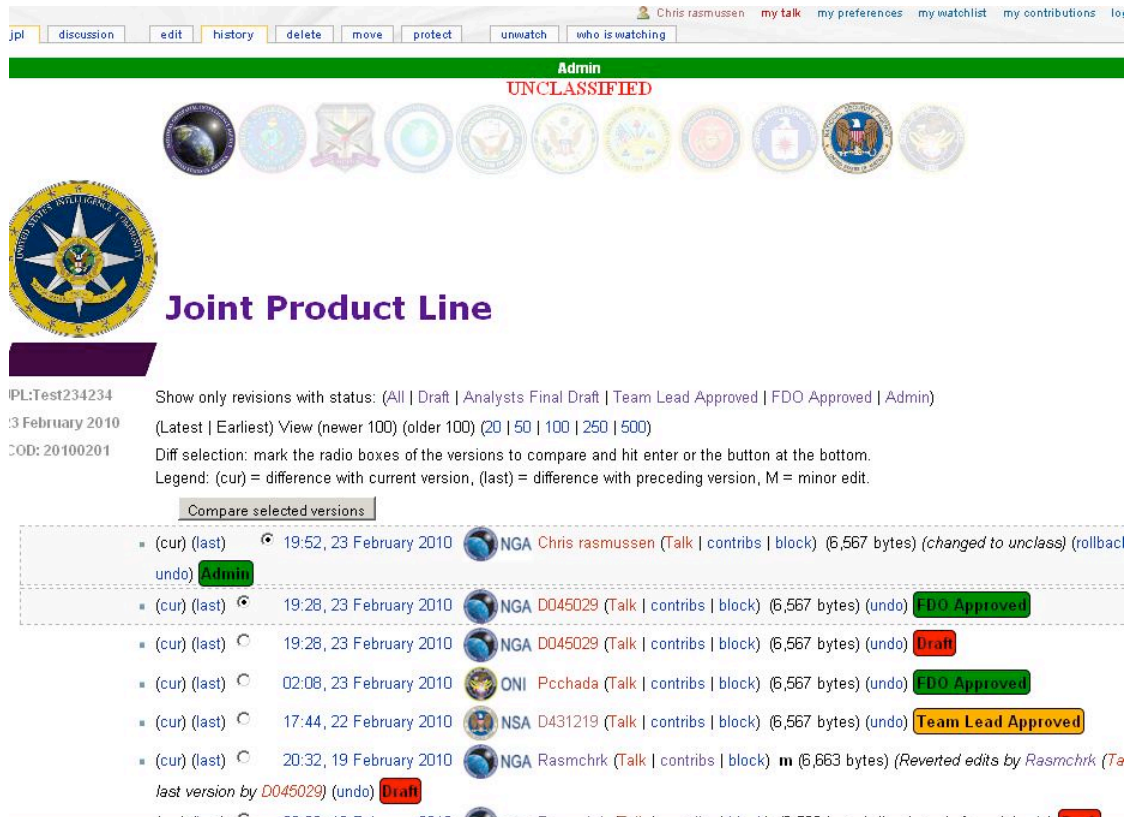 Chris rasmussen my talk my preferences my watchlist my contributions
jpl discussion edit history delete move protect unwatch who is watching
Admin
UNCLASSIFIED
UNITED STATES INTELLIGENCE COMMUNITY
Joint Product Line
JPL:Test234234
23 February 2010
COD: 20100201
Show only revisions with status: (All | Draft | Analysts Final Draft | Team Lead Approved | FDO Approved | Admin)
(Latest | Earliest) View (newer 100) (older 100) (20 | 50 | 100 | 250 | 500)
Diff selection: mark the radio boxes of the versions to compare and hit enter or the button at the bottom.
Legend: (cur) = difference with current version, (last) = difference with preceding version, M = minor edit.
Compare selected versions
(cur) (last) 19:52, 23 February 2010 NGA Chris rasmussen (Talk | contribs | block) (6,567 bytes) (changed to unclass) (rollback
undo) Admin
(cur) (last) 19:28, 23 February 2010 NGA D045029 (Talk | contribs | block) (6,567 bytes) (undo) FDO Approved
(cur) (last) 19:28, 23 February 2010 NGA D045029 (Talk | contribs | block) (6,567 bytes) (undo) Draft
(cur) (last) 02:08, 23 February 2010 ONI Pcchada (Talk | contribs | block) (6,567 bytes) (undo) FDO Approved
(cur) (last) 17:44, 22 February 2010 NSA D431219 (Talk | contribs | block) (6,567 bytes) (undo) Team Lead Approved
(cur) (last) 20:32, 19 February 2010 NGA Rasmchrk (Talk | contribs | block) m (6,663 bytes) (Reverted edits by Rasmchrk (Ta
last version by D045029) (undo) Draft